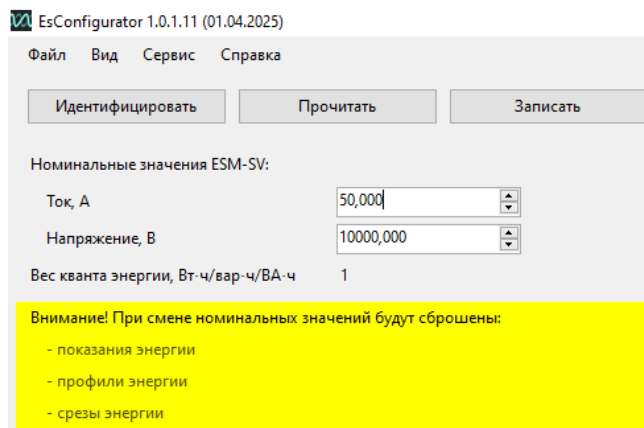 EsConfigurator 1.0.1.11 (01.04.2025)
Файл Вид Сервис Справка
Идентифицировать Прочитать Записать
Номинальные значения ESM-SV:
Ток, А 50,000
Напряжение, В 10000,000
Вес кванта энергии, Вт·ч/вар·ч/ВА·ч 1
Внимание! При смене номинальных значений будут сброшены:
- показания энергии
- профили энергии
- срезы энергии